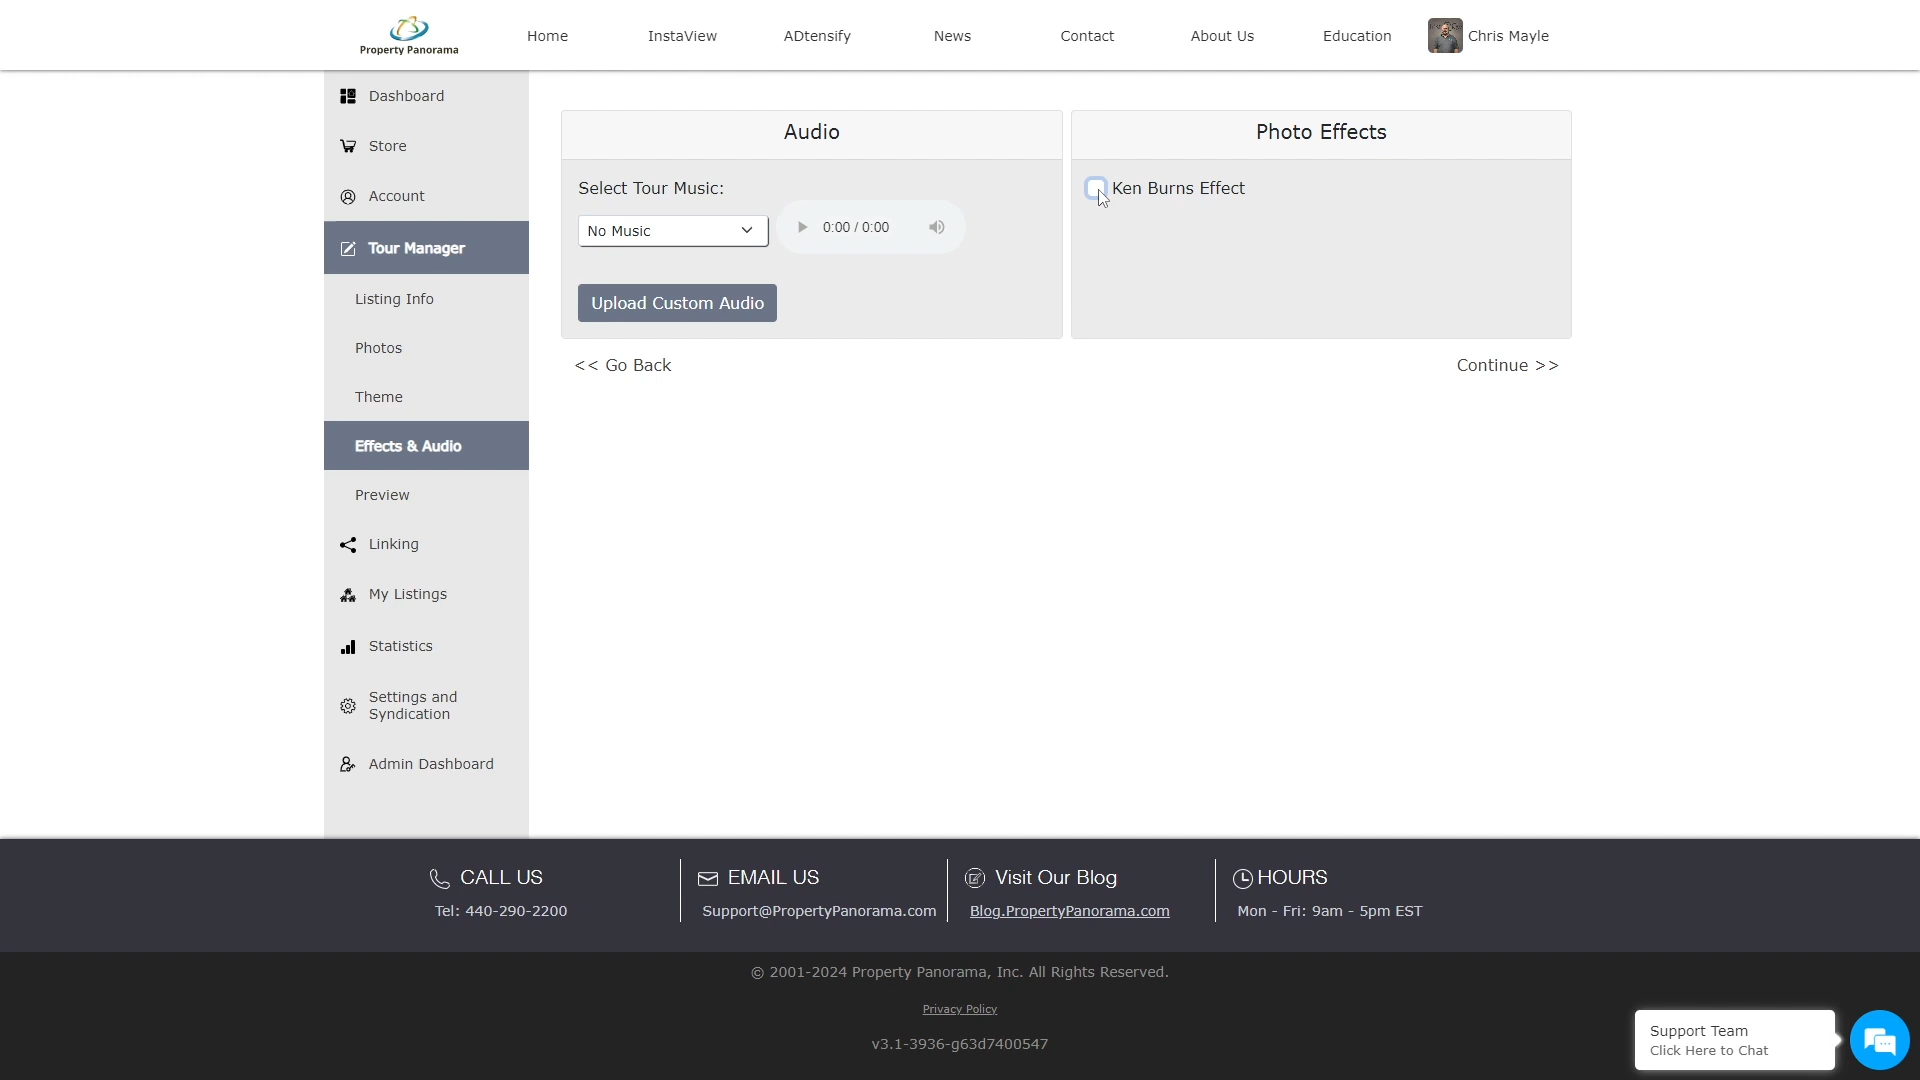 Property Panorama
Home
InstaView
ADtensify
News
Contact
About Us
Education
Chris Mayle
Dashboard
Store
Account
Tour Manager
Listing Info
Photos
Theme
Effects & Audio
Preview
Linking
My Listings
Statistics
Settings and
Syndication
Admin Dashboard
Audio
Select Tour Music:
No Music
0:00 / 0:00
Upload Custom Audio
Photo Effects
Ken Burns Effect
<< Go Back
Continue >>
CALL US
Tel: 440-290-2200
EMAIL US
Support@PropertyPanorama.com
Visit Our Blog
Blog.PropertyPanorama.com
HOURS
Mon - Fri: 9am - 5pm EST
© 2001-2024 Property Panorama, Inc. All Rights Reserved.
Privacy Policy
v3.1-3936-g63d7400547
Support Team
Click Here to Chat